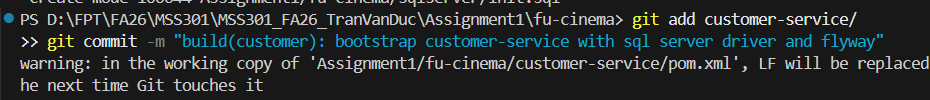 create mode 100644 Assignment1/fu-cinema/sqlserver/init.sql
PS D:\FPT\FA26\MSS301\MSS301_FA26_TranVanDuc\Assignment1\fu-cinema> git add customer-service/
>> git commit -m "build(customer): bootstrap customer-service with sql server driver and flyway"
warning: in the working copy of 'Assignment1/fu-cinema/customer-service/pom.xml', LF will be replaced
he next time Git touches it